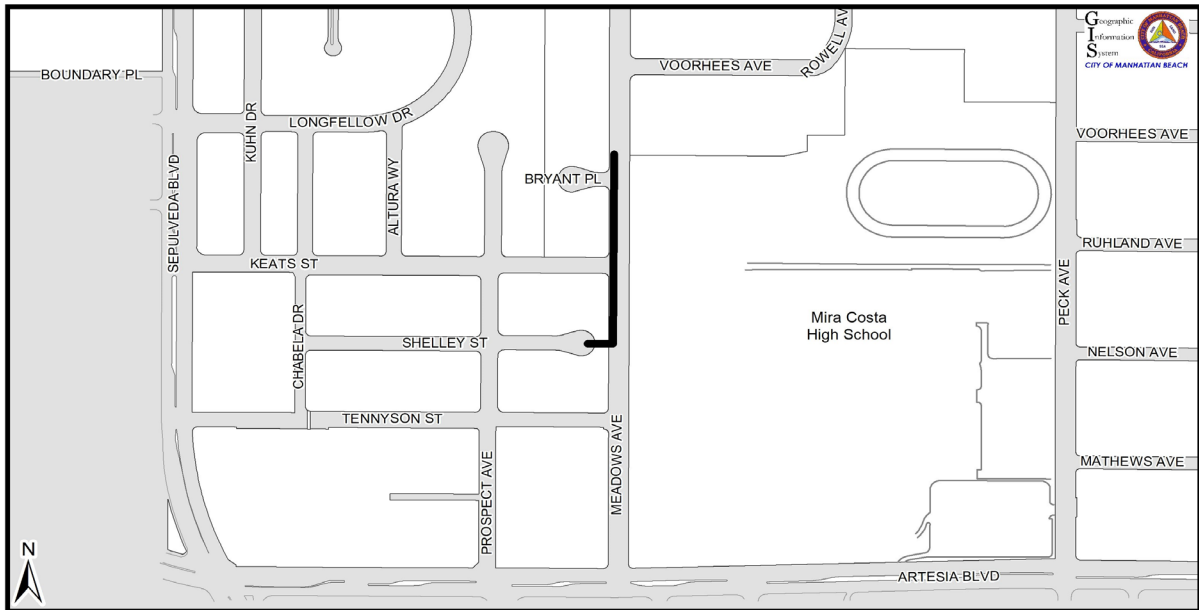 Geographic
Information
System
CITY OF MANHATTAN BEACH
BOUNDARY PL
VOORHEES AVE
ROWELL AV
KUHN DR
LONGFELLOW DR
VOORHEES AVE
SEPULVEDA BLVD
ALTURA WY
BRYANT PL
RUHLAND AVE
KEATS ST
PECK AVE
Mira Costa
High School
CHABELA DR
SHELLEY ST
NELSON AVE
TENNYSON ST
MEADOWS AVE
PROSPECT AVE
MATHEWS AVE
N
ARTESIA BLVD